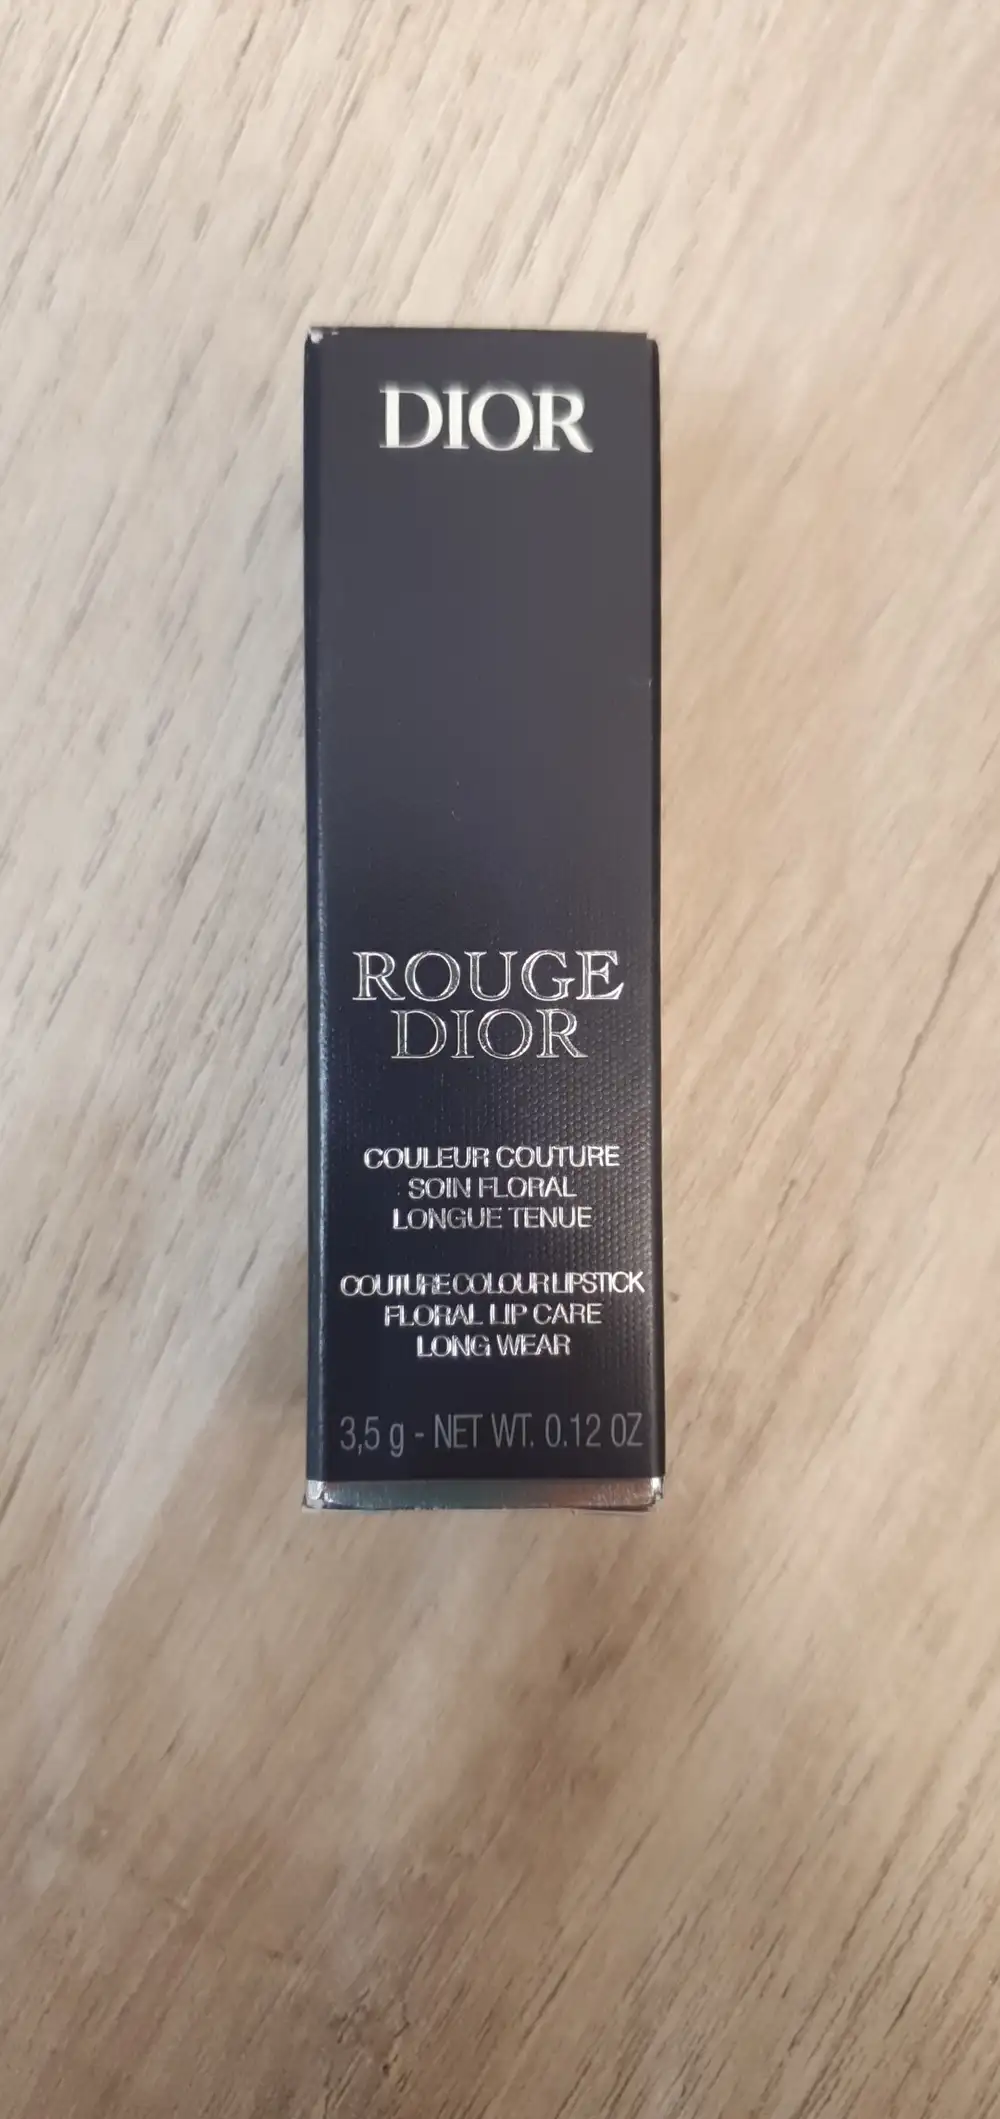 DIOR
ROUGE
DIOR
COULEUR COUTURE
SOIN FLORAL
LONGUE TENUE
COUTURE COLOUR LIPSTICK
FLORAL LIP CARE
LONG WEAR
3,5 g - NET WT. 0.12 OZ